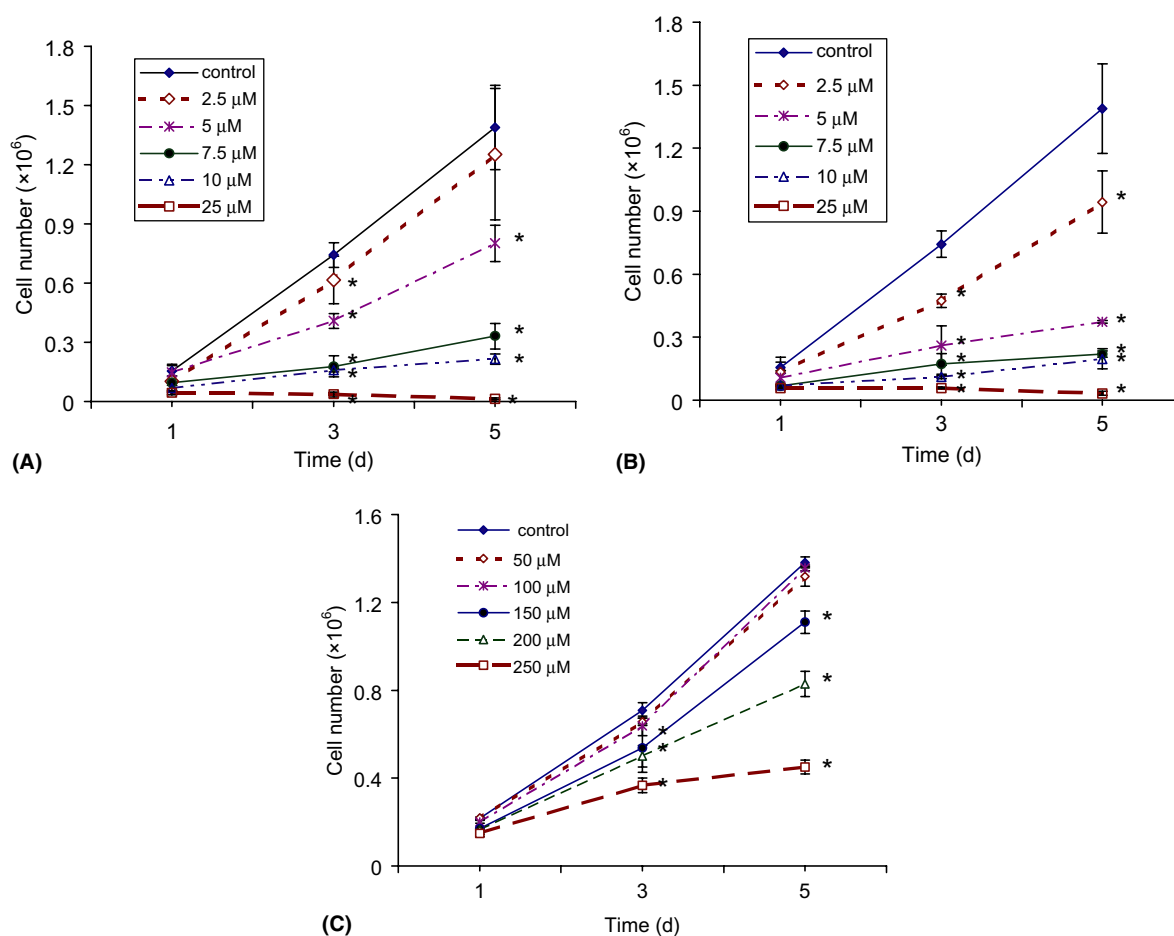 1.8
1.5
1.2
0.9
0.6
0.3
0
Cell number (×10⁶)
control
2.5 μM
5 μM
7.5 μM
10 μM
25 μM
*
*
*
*
*
*
*
*
1 3 5
Time (d)
(A)
1.8
1.5
1.2
0.9
0.6
0.3
0
Cell number (×10⁶)
control
2.5 μM
5 μM
7.5 μM
10 μM
25 μM
*
*
*
*
*
*
*
*
*
*
1 3 5
Time (d)
(B)
1.6
1.2
0.8
0.4
0
Cell number (×10⁶)
control
50 μM
100 μM
150 μM
200 μM
250 μM
*
*
*
*
*
*
1 3 5
Time (d)
(C)